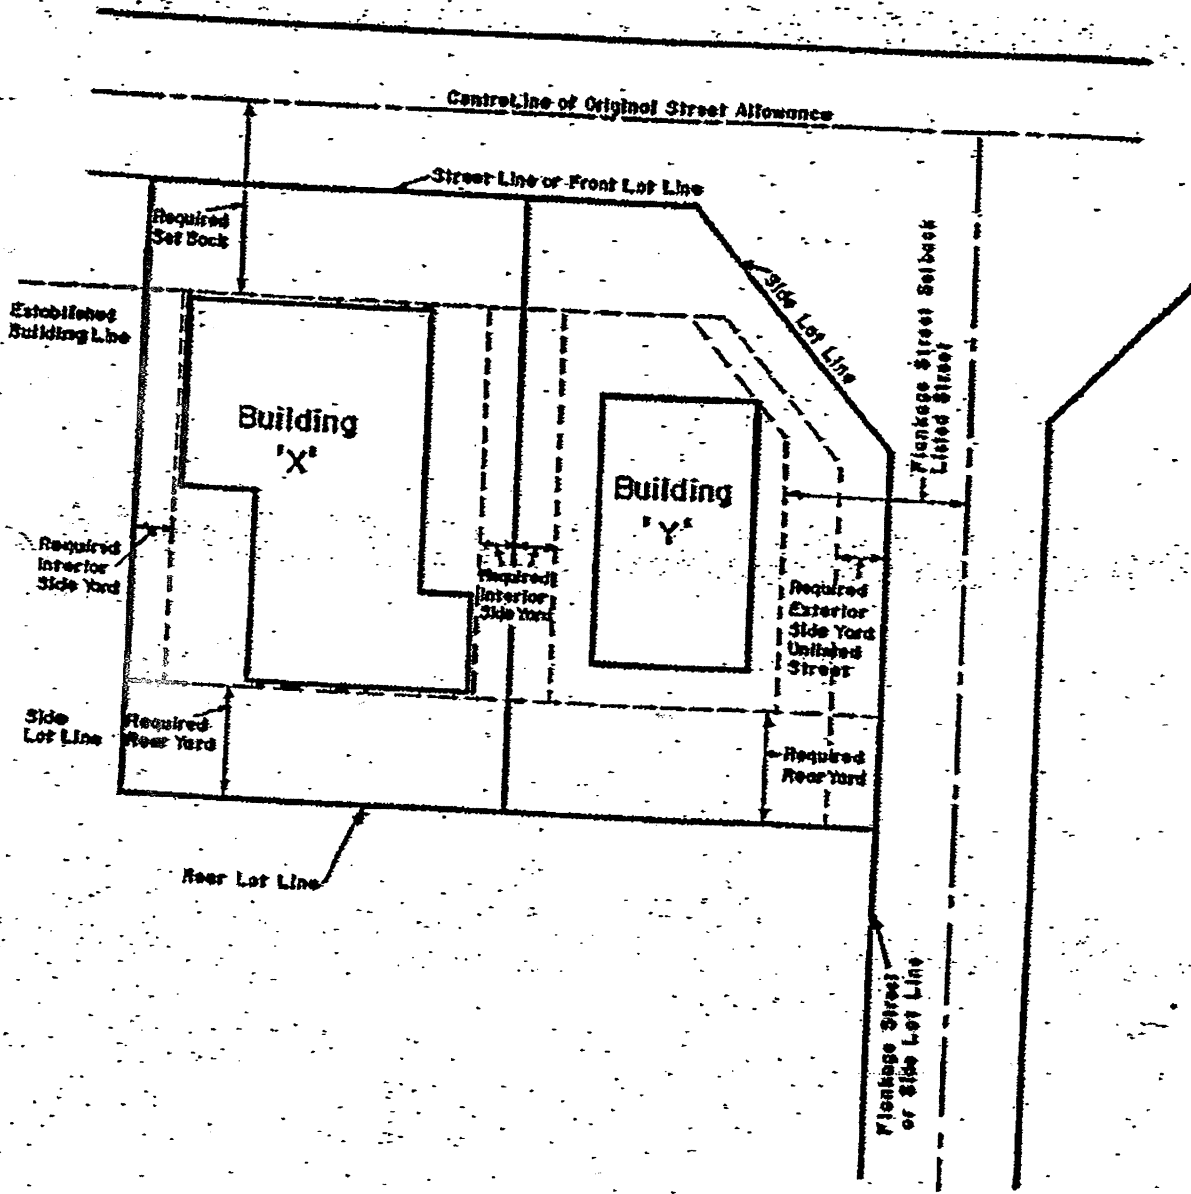 CentreLine of Original Street Allowance
Street Line or Front Lot Line
Required
Set Back
Side Lot Line
Flankage Street Setback
Listed Street
Established
Building Line
Building
"X"
Building
"Y"
Required
Interior
Side Yard
Required
Interior
Side Yard
Required
Exterior
Side Yard
Unlisted
Street
Side
Lot Line
Required
Rear Yard
Required
Rear Yard
Rear Lot Line
Flankage Street
or Side Lot Line